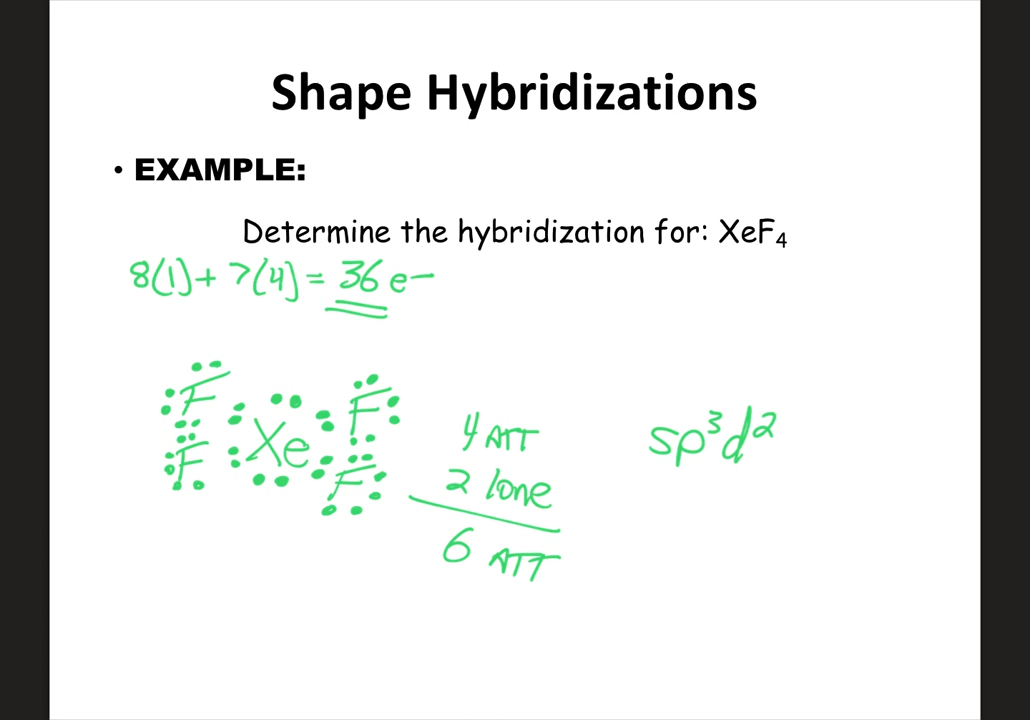 Shape Hybridizations
• EXAMPLE:
Determine the hybridization for: XeF₄
8(1) + 7(4) = 36 e−
F Xe F
F F
4 ATT
2 lone
6 ATT
sp³d²